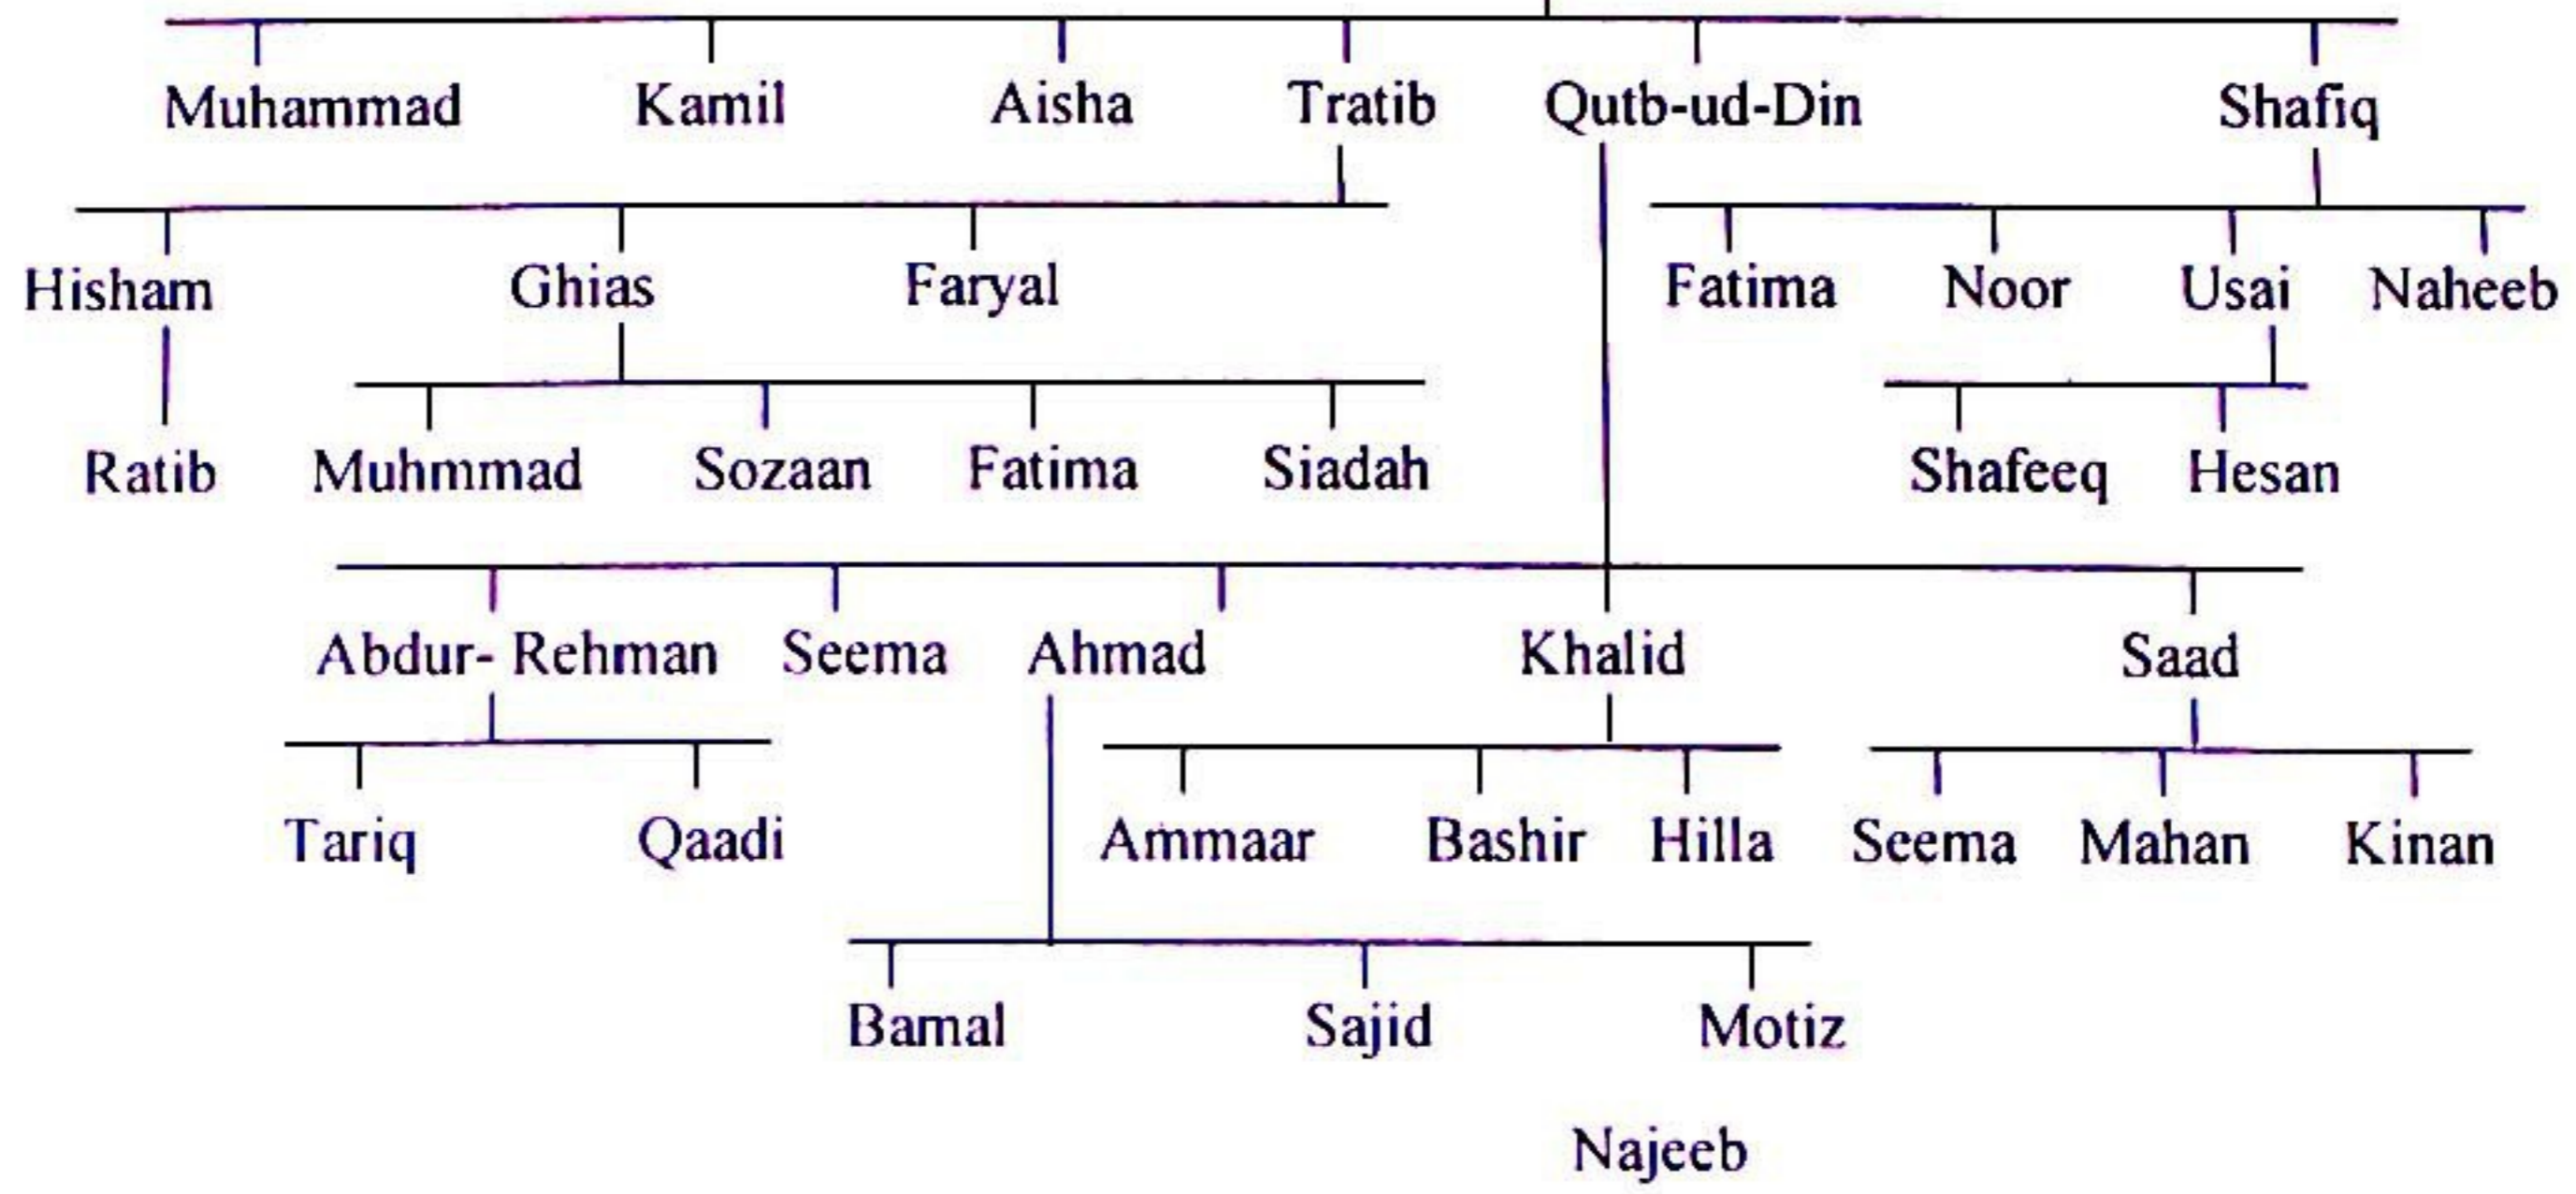 Muhammad Kamil Aisha Tratib Qutb-ud-Din Shafiq
Hisham Ghias Faryal Fatima Noor Usai Naheeb
Ratib Muhmmad Sozaan Fatima Siadah Shafeeq Hesan
Abdur- Rehman Seema Ahmad Khalid Saad
Tariq Qaadi Ammaar Bashir Hilla Seema Mahan Kinan
Bamal Sajid Motiz
Najeeb